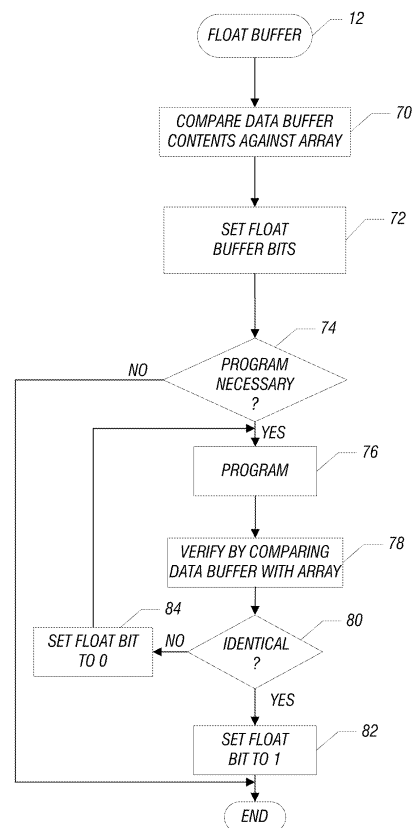 FLOAT BUFFER
12
COMPARE DATA BUFFER
CONTENTS AGAINST ARRAY
70
SET FLOAT
BUFFER BITS
72
74
NO
PROGRAM
NECESSARY
?
YES
PROGRAM
76
VERIFY BY COMPARING
DATA BUFFER WITH ARRAY
78
84
80
SET FLOAT BIT
TO 0
NO
IDENTICAL
?
YES
SET FLOAT
BIT TO 1
82
END